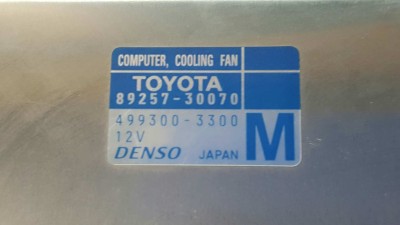 COMPUTER, COOLING FAN
TOYOTA
89257-30070
499300-3300
12V
DENSO JAPAN M